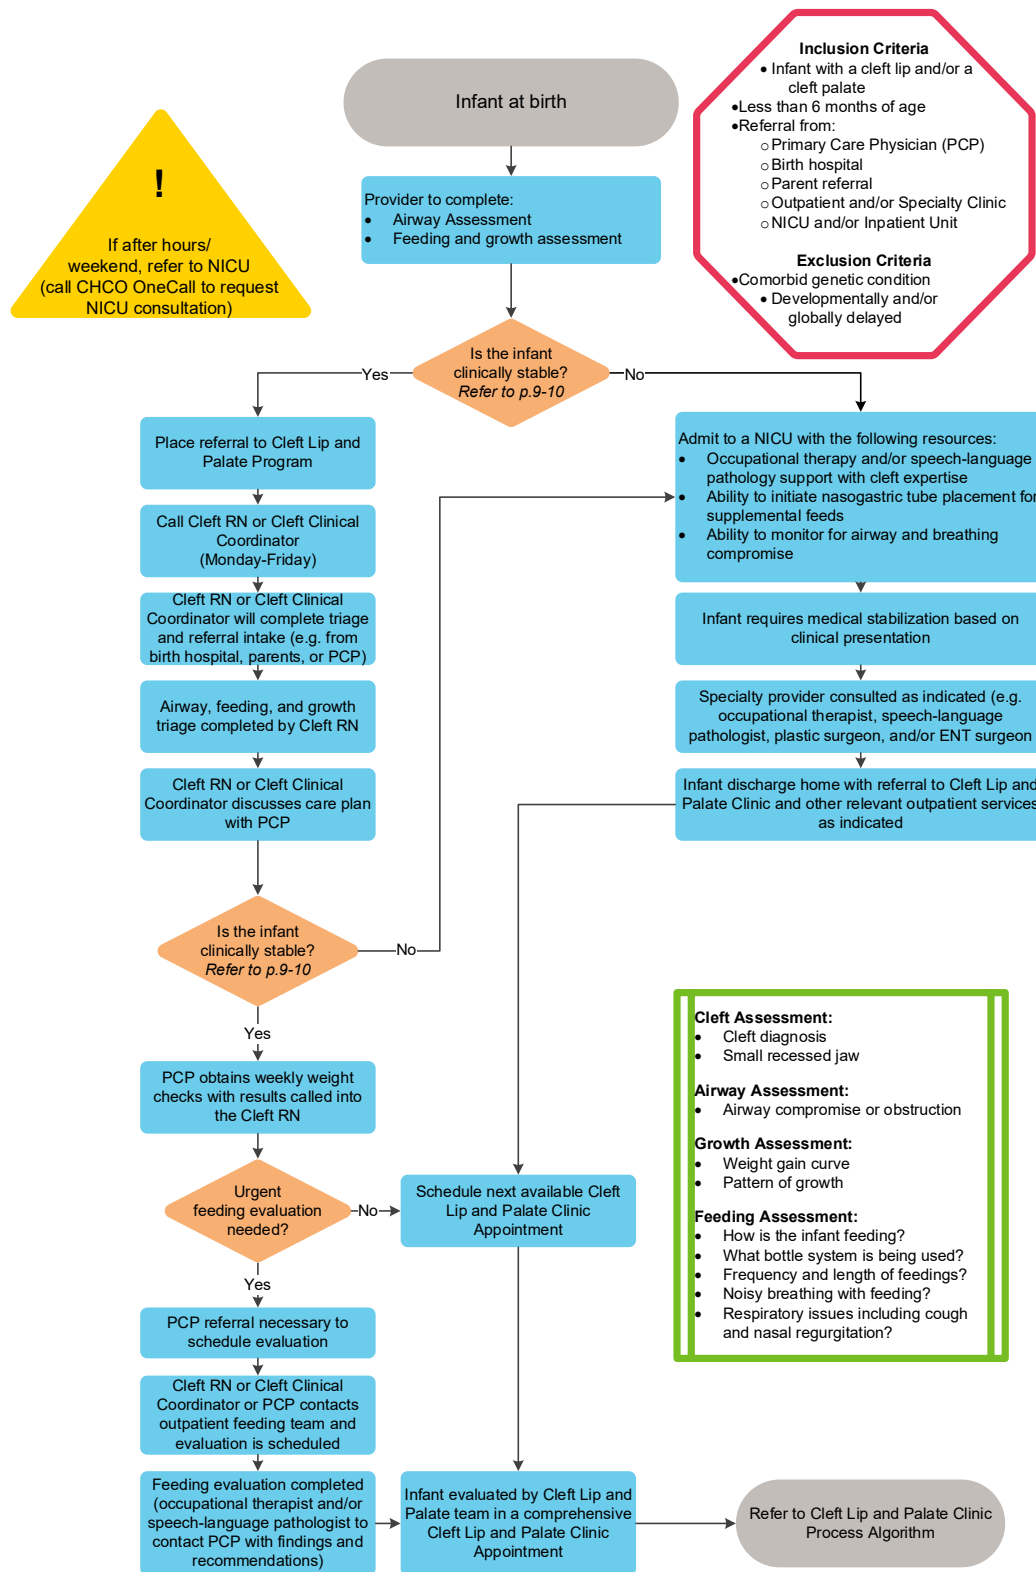 Infant at birth
Inclusion Criteria
• Infant with a cleft lip and/or a
cleft palate
•Less than 6 months of age
•Referral from:
o Primary Care Physician (PCP)
o Birth hospital
o Parent referral
o Outpatient and/or Specialty Clinic
o NICU and/or Inpatient Unit
Exclusion Criteria
•Comorbid genetic condition
• Developmentally and/or
globally delayed
!
If after hours/
weekend, refer to NICU
(call CHCO OneCall to request
NICU consultation)
Provider to complete:
• Airway Assessment
• Feeding and growth assessment
Is the infant
clinically stable?
Refer to p.9-10
Yes
No
Place referral to Cleft Lip and
Palate Program
Call Cleft RN or Cleft Clinical
Coordinator
(Monday-Friday)
Cleft RN or Cleft Clinical
Coordinator will complete triage
and referral intake (e.g. from
birth hospital, parents, or PCP)
Airway, feeding, and growth
triage completed by Cleft RN
Cleft RN or Cleft Clinical
Coordinator discusses care plan
with PCP
Admit to a NICU with the following resources:
• Occupational therapy and/or speech-language
pathology support with cleft expertise
• Ability to initiate nasogastric tube placement for
supplemental feeds
• Ability to monitor for airway and breathing
compromise
Infant requires medical stabilization based on
clinical presentation
Specialty provider consulted as indicated (e.g.
occupational therapist, speech-language
pathologist, plastic surgeon, and/or ENT surgeon
Infant discharge home with referral to Cleft Lip and
Palate Clinic and other relevant outpatient services
as indicated
Is the infant
clinically stable?
Refer to p.9-10
No
Yes
PCP obtains weekly weight
checks with results called into
the Cleft RN
Urgent
feeding evaluation
needed?
No
Schedule next available Cleft
Lip and Palate Clinic
Appointment
Yes
PCP referral necessary to
schedule evaluation
Cleft RN or Cleft Clinical
Coordinator or PCP contacts
outpatient feeding team and
evaluation is scheduled
Feeding evaluation completed
(occupational therapist and/or
speech-language pathologist to
contact PCP with findings and
recommendations)
Infant evaluated by Cleft Lip and
Palate team in a comprehensive
Cleft Lip and Palate Clinic
Appointment
Refer to Cleft Lip and Palate Clinic
Process Algorithm
Cleft Assessment:
• Cleft diagnosis
• Small recessed jaw
Airway Assessment:
• Airway compromise or obstruction
Growth Assessment:
• Weight gain curve
• Pattern of growth
Feeding Assessment:
• How is the infant feeding?
• What bottle system is being used?
• Frequency and length of feedings?
• Noisy breathing with feeding?
• Respiratory issues including cough
and nasal regurgitation?